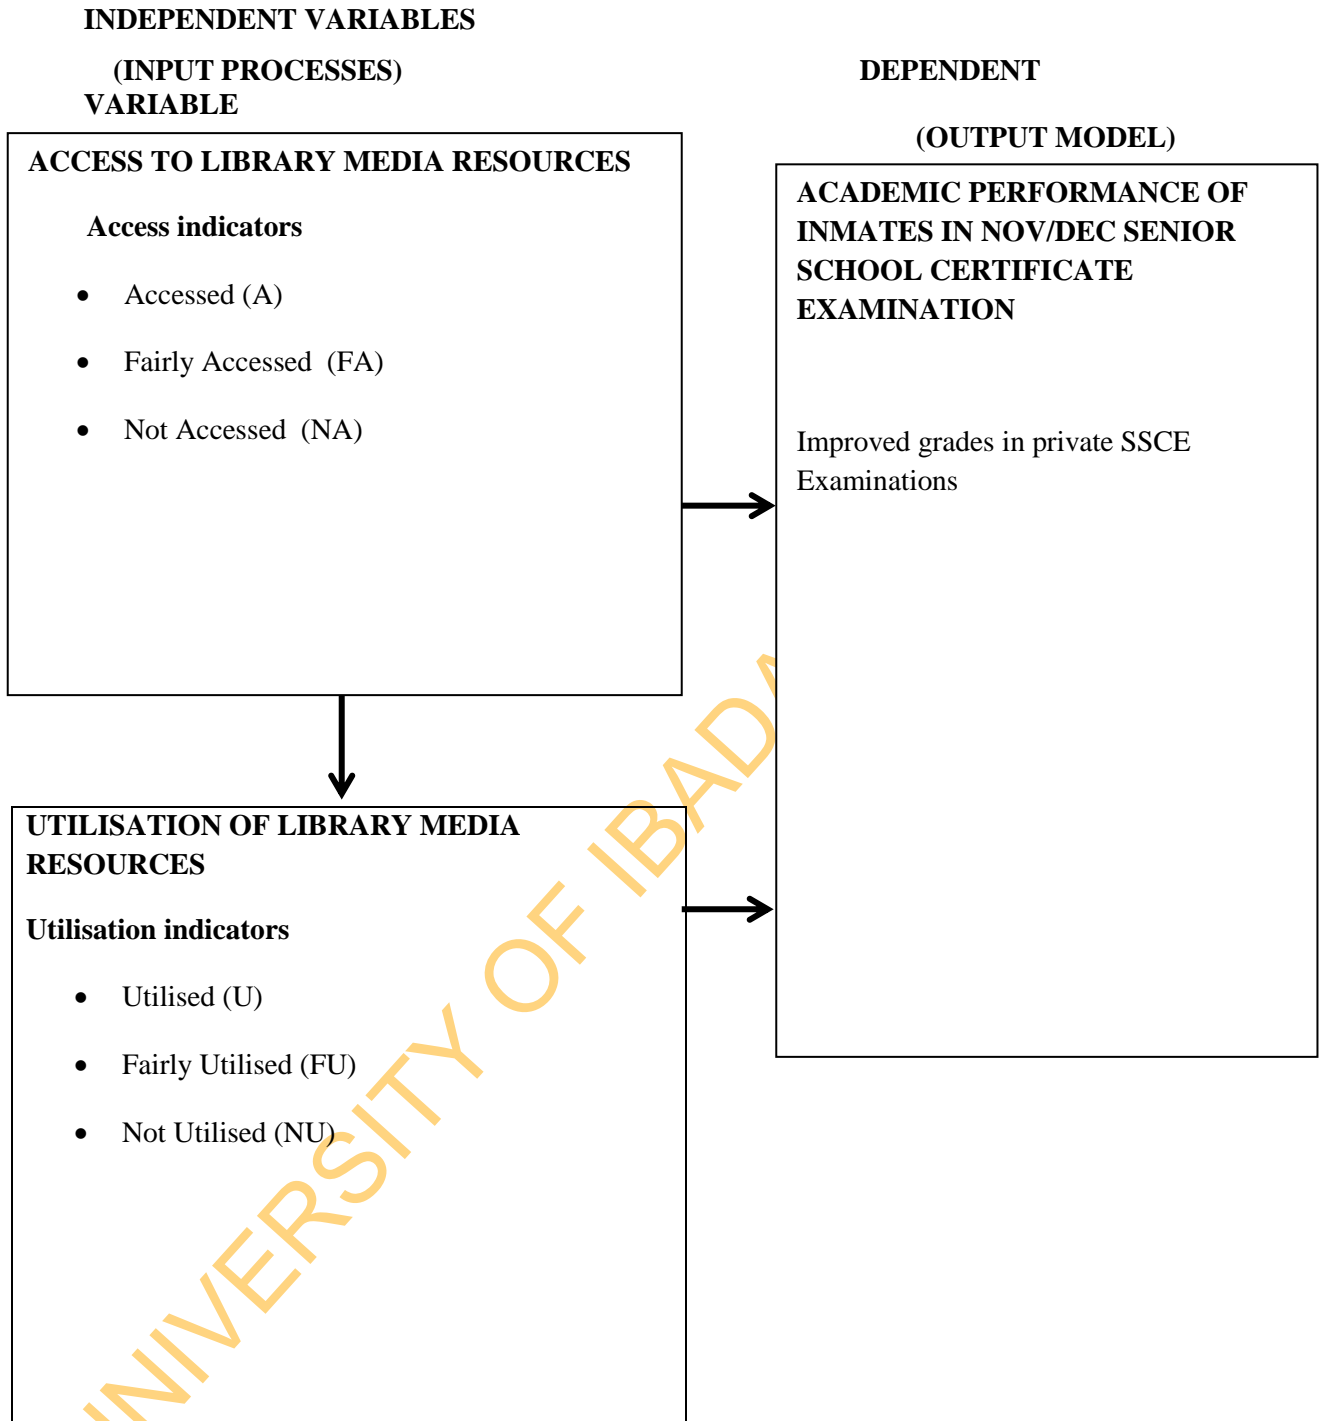 INDEPENDENT VARIABLES
(INPUT PROCESSES) DEPENDENT
VARIABLE
(OUTPUT MODEL)
ACCESS TO LIBRARY MEDIA RESOURCES
Access indicators
• Accessed (A)
• Fairly Accessed (FA)
• Not Accessed (NA)
ACADEMIC PERFORMANCE OF
INMATES IN NOV/DEC SENIOR
SCHOOL CERTIFICATE
EXAMINATION
Improved grades in private SSCE
Examinations
UTILISATION OF LIBRARY MEDIA
RESOURCES
Utilisation indicators
• Utilised (U)
• Fairly Utilised (FU)
• Not Utilised (NU)
UNIVERSITY OF IBADA